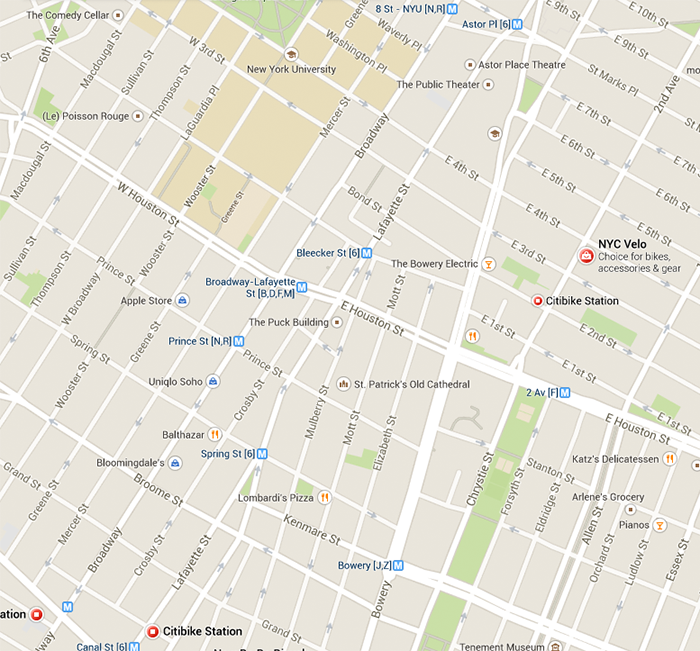 The Comedy Cellar
6th Ave
Macdougal St
Sullivan St
Thompson St
W 3rd St
LaGuardia Pl
New York University
Greene
Washington Pl
Waverly Pl
8 St - NYU [N,R]
Astor Pl [6]
E 9th St
E 10th St
E 9th St
Astor Place Theatre
The Public Theater
St Marks Pl
2nd Ave
mo
E 7th St
E 6th St
E 7th
E 5th St
E 6th St
E 4th St
E 4th St
E 5th St
(Le) Poisson Rouge
Mercer St
Broadway
Macdougal St
W Houston St
Wooster St
Greene St
Bond St
Lafayette St
E 3rd St
NYC Velo
Choice for bikes,
accessories & gear
Bleecker St [6]
The Bowery Electric
Sullivan St
Thompson St
Prince St
W Broadway
Wooster St
Broadway-Lafayette
St [B,D,F,M]
Mott St
Citibike Station
Apple Store
The Puck Building
E Houston St
E 1st St
E 2nd St
Spring St
Greene St
Prince St [N,R]
Prince St
E 1st St
Wooster St
Uniqlo Soho
Crosby St
St. Patrick's Old Cathedral
2 Av [F]
Mulberry St
Mott St
Elizabeth St
E 1st St
E Houston St
Balthazar
Spring St [6]
Bloomingdale's
Katz's Delicatessen
Grand St
Broome St
Lombardi's Pizza
Chrystie St
Forsyth St
Stanton St
Eldridge St
Arlene's Grocery
Pianos
Greene St
Mercer St
Broadway
Crosby St
Lafayette St
Kenmare St
Bowery [J,Z]
Bowery
Allen St
Orchard St
Ludlow St
Essex St
ation
Citibike Station
Grand St
Canal St [6]
Tenement Museum